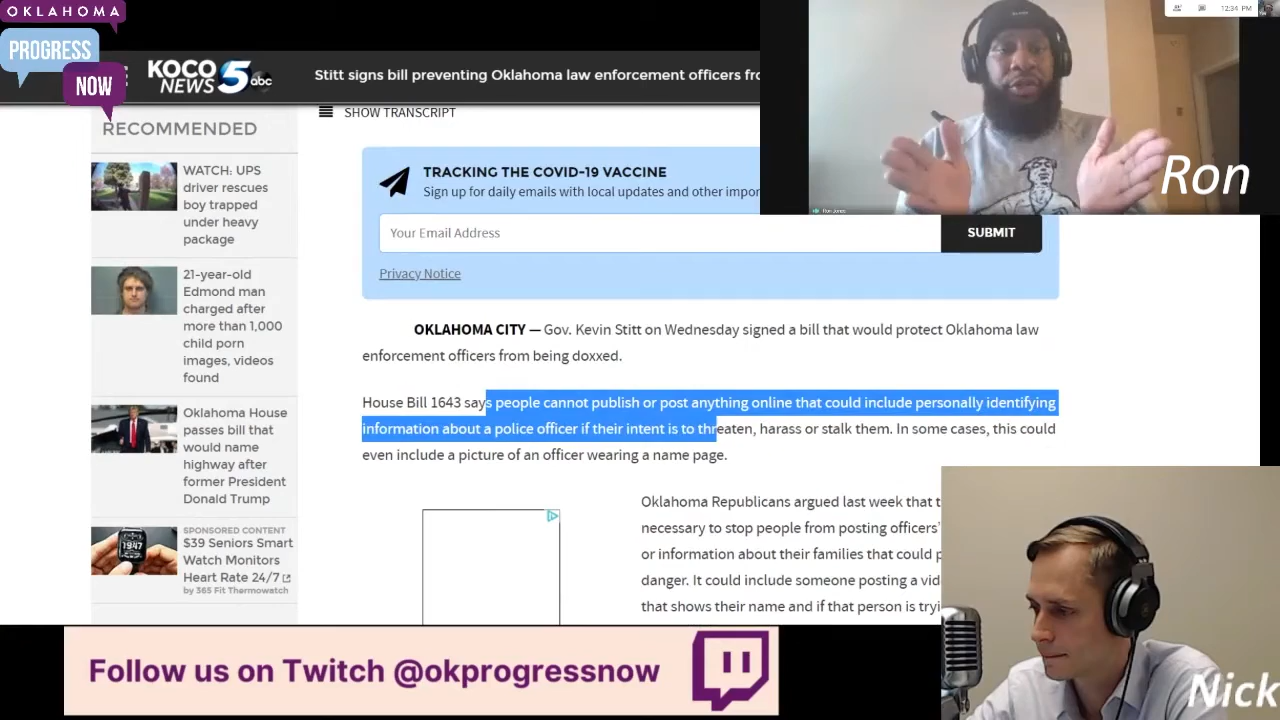 OKLAHOMA
PROGRESS
NOW
KOCO
NEWS 5 abc
Stitt signs bill preventing Oklahoma law enforcement officers fro
12:34 PM
RECOMMENDED
SHOW TRANSCRIPT
WATCH: UPS
driver rescues
boy trapped
under heavy
package
21-year-old
Edmond man
charged after
more than 1,000
child porn
images, videos
found
Oklahoma House
passes bill that
would name
highway after
former President
Donald Trump
SPONSORED CONTENT
$39 Seniors Smart
Watch Monitors
Heart Rate 24/7
by 365 Fit Thermowatch
TRACKING THE COVID-19 VACCINE
Sign up for daily emails with local updates and other impor
Your Email Address
SUBMIT
Privacy Notice
OKLAHOMA CITY — Gov. Kevin Stitt on Wednesday signed a bill that would protect Oklahoma law
enforcement officers from being doxxed.
House Bill 1643 says people cannot publish or post anything online that could include personally identifying
information about a police officer if their intent is to threaten, harass or stalk them. In some cases, this could
even include a picture of an officer wearing a name page.
Oklahoma Republicans argued last week that t
necessary to stop people from posting officers'
or information about their families that could p
danger. It could include someone posting a vid
that shows their name and if that person is tryi
Ron Jones
Ron
Nick
Follow us on Twitch @okprogressnow